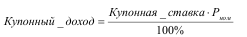 Купонный_доход = Купонная_ставка · Pном / 100%